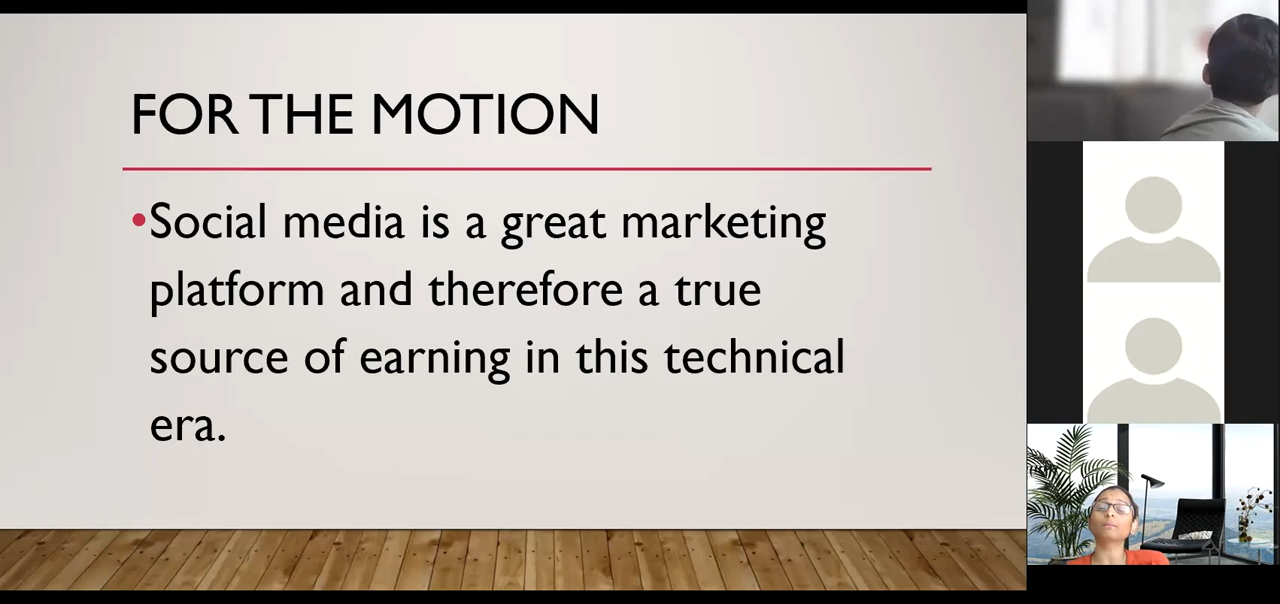 FOR THE MOTION
•Social media is a great marketing
platform and therefore a true
source of earning in this technical
era.